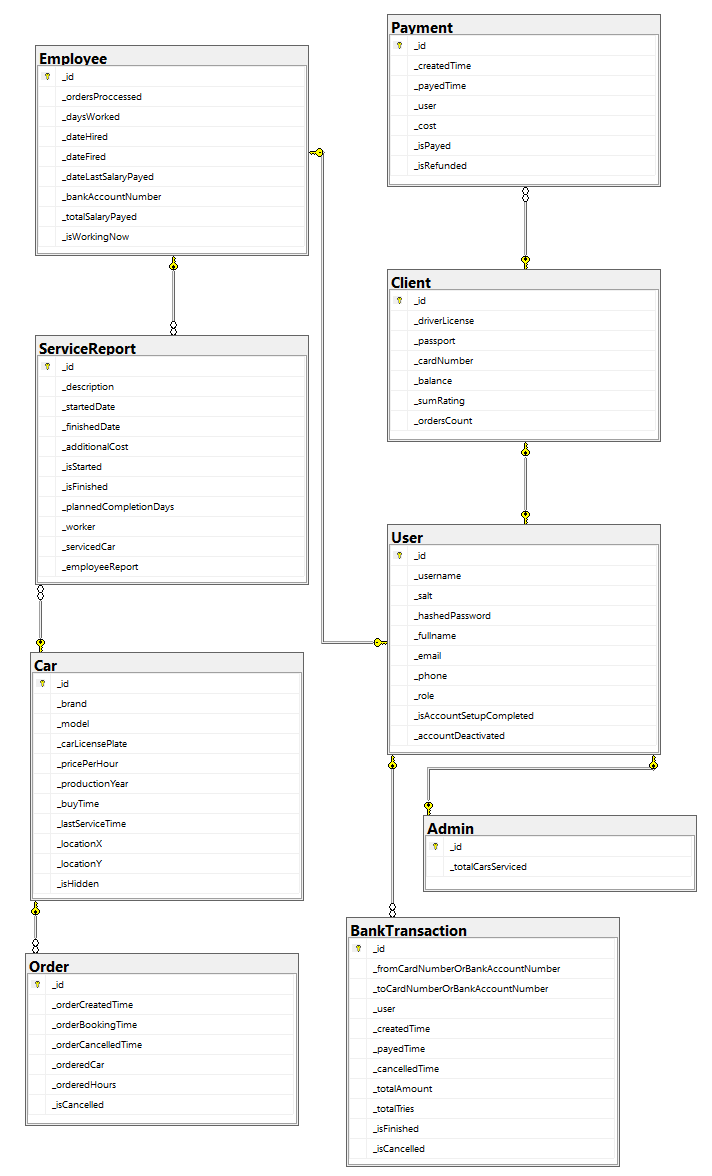 Employee
_id
_ordersProccessed
_daysWorked
_dateHired
_dateFired
_dateLastSalaryPayed
_bankAccountNumber
_totalSalaryPayed
_isWorkingNow
ServiceReport
_id
_description
_startedDate
_finishedDate
_additionalCost
_isStarted
_isFinished
_plannedCompletionDays
_worker
_servicedCar
_employeeReport
Car
_id
_brand
_model
_carLicensePlate
_pricePerHour
_productionYear
_buyTime
_lastServiceTime
_locationX
_locationY
_isHidden
Order
_id
_orderCreatedTime
_orderBookingTime
_orderCancelledTime
_orderedCar
_orderedHours
_isCancelled
Payment
_id
_createdTime
_payedTime
_user
_cost
_isPayed
_isRefunded
Client
_id
_driverLicense
_passport
_cardNumber
_balance
_sumRating
_ordersCount
User
_id
_username
_salt
_hashedPassword
_fullname
_email
_phone
_role
_isAccountSetupCompleted
_accountDeactivated
Admin
_id
_totalCarsServiced
BankTransaction
_id
_fromCardNumberOrBankAccountNumber
_toCardNumberOrBankAccountNumber
_user
_createdTime
_payedTime
_cancelledTime
_totalAmount
_totalTries
_isFinished
_isCancelled